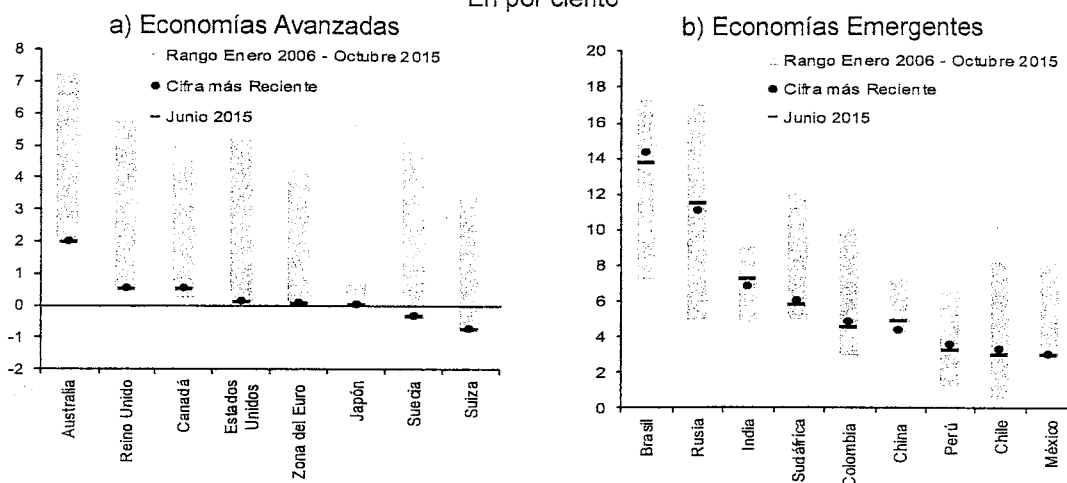 En por ciento
a) Economías Avanzadas
8
7
6
5
4
3
2
1
0
-1
-2
Rango Enero 2006 - Octubre 2015
Cifra más Reciente
Junio 2015
Australia
Reino Unido
Canadá
Estados
Unidos
Zona del Euro
Japón
Suecia
Suiza
b) Economías Emergentes
20
18
16
14
12
10
8
6
4
2
0
Rango Enero 2006 - Octubre 2015
Cifra más Reciente
Junio 2015
Brasil
Rusia
India
Sudáfrica
Colombia
China
Perú
Chile
México